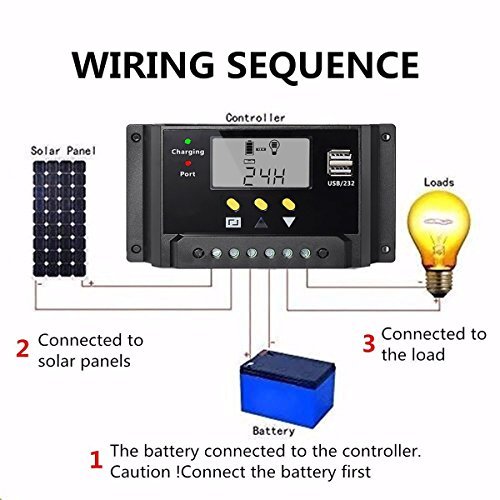 WIRING SEQUENCE
Controller
Solar Panel
Charging
Port
24H
USB/232
Loads
2 Connected to
solar panels
3 Connected to
the load
Battery
1 The battery connected to the controller.
Caution !Connect the battery first